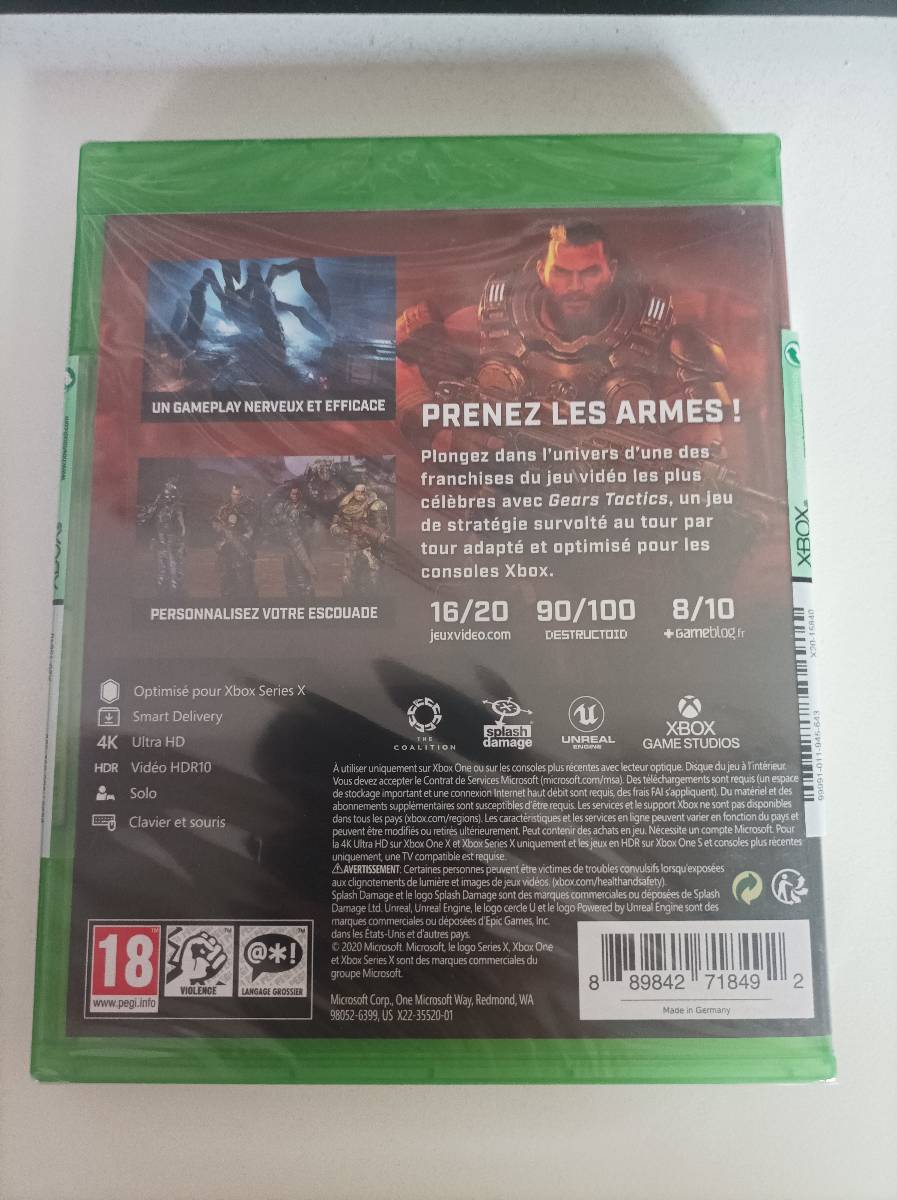 UN GAMEPLAY NERVEUX ET EFFICACE
PRENEZ LES ARMES !
Plongez dans l'univers d'une des
franchises du jeu vidéo les plus
célèbres avec Gears Tactics, un jeu
de stratégie survolté au tour par
tour adapté et optimisé pour les
consoles Xbox.
PERSONNALISEZ VOTRE ESCOUADE
16/20 90/100 8/10
jeuxvideo.com DESTRUCTOID +Gameblog.fr
Optimisé pour Xbox Series X
Smart Delivery
4K Ultra HD
HDR Vidéo HDR10
Solo
Clavier et souris
THE COALITION
splash damage
UNREAL ENGINE
XBOX GAME STUDIOS
À utiliser uniquement sur Xbox One ou sur les consoles plus récentes avec lecteur optique. Disque du jeu à l'intérieur.
Vous devez accepter le Contrat de Services Microsoft (microsoft.com/msa). Des téléchargements sont requis (un espace
de stockage important et une connexion Internet haut débit sont requis, des frais FAI s'appliquent). Du matériel et des
abonnements supplémentaires sont susceptibles d'être requis. Les services et le support Xbox ne sont pas disponibles
dans tous les pays (xbox.com/regions). Les caractéristiques et les services en ligne peuvent varier en fonction du pays et
peuvent être modifiés ou retirés ultérieurement. Peut contenir des achats en jeu. Nécessite un compte Microsoft. Pour
la 4K Ultra HD sur Xbox One X et Xbox Series X uniquement et les jeux en HDR sur Xbox One S et consoles plus récentes
uniquement, une TV compatible est requise.
⚠AVERTISSEMENT: Certaines personnes peuvent être victimes de troubles convulsifs lorsqu'exposées
aux clignotements de lumière et images de jeux vidéos. (xbox.com/healthandsafety).
Splash Damage et le logo Splash Damage sont des marques commerciales ou déposées de Splash
Damage Ltd. Unreal, Unreal Engine, le logo cercle U et le logo Powered by Unreal Engine sont des
marques commerciales ou déposées d'Epic Games, Inc.
dans les États-Unis et d'autres pays.
© 2020 Microsoft. Microsoft, le logo Series X, Xbox One
et Xbox Series X sont des marques commerciales du
groupe Microsoft.
Microsoft Corp., One Microsoft Way, Redmond, WA
98052-6399, US X22-35520-01
18
www.pegi.info
VIOLENCE
@*!
LANGAGE GROSSIER
8 89842 71849 2
Made in Germany
XBOX
X20-15840
99091-011-945-643
XBOX